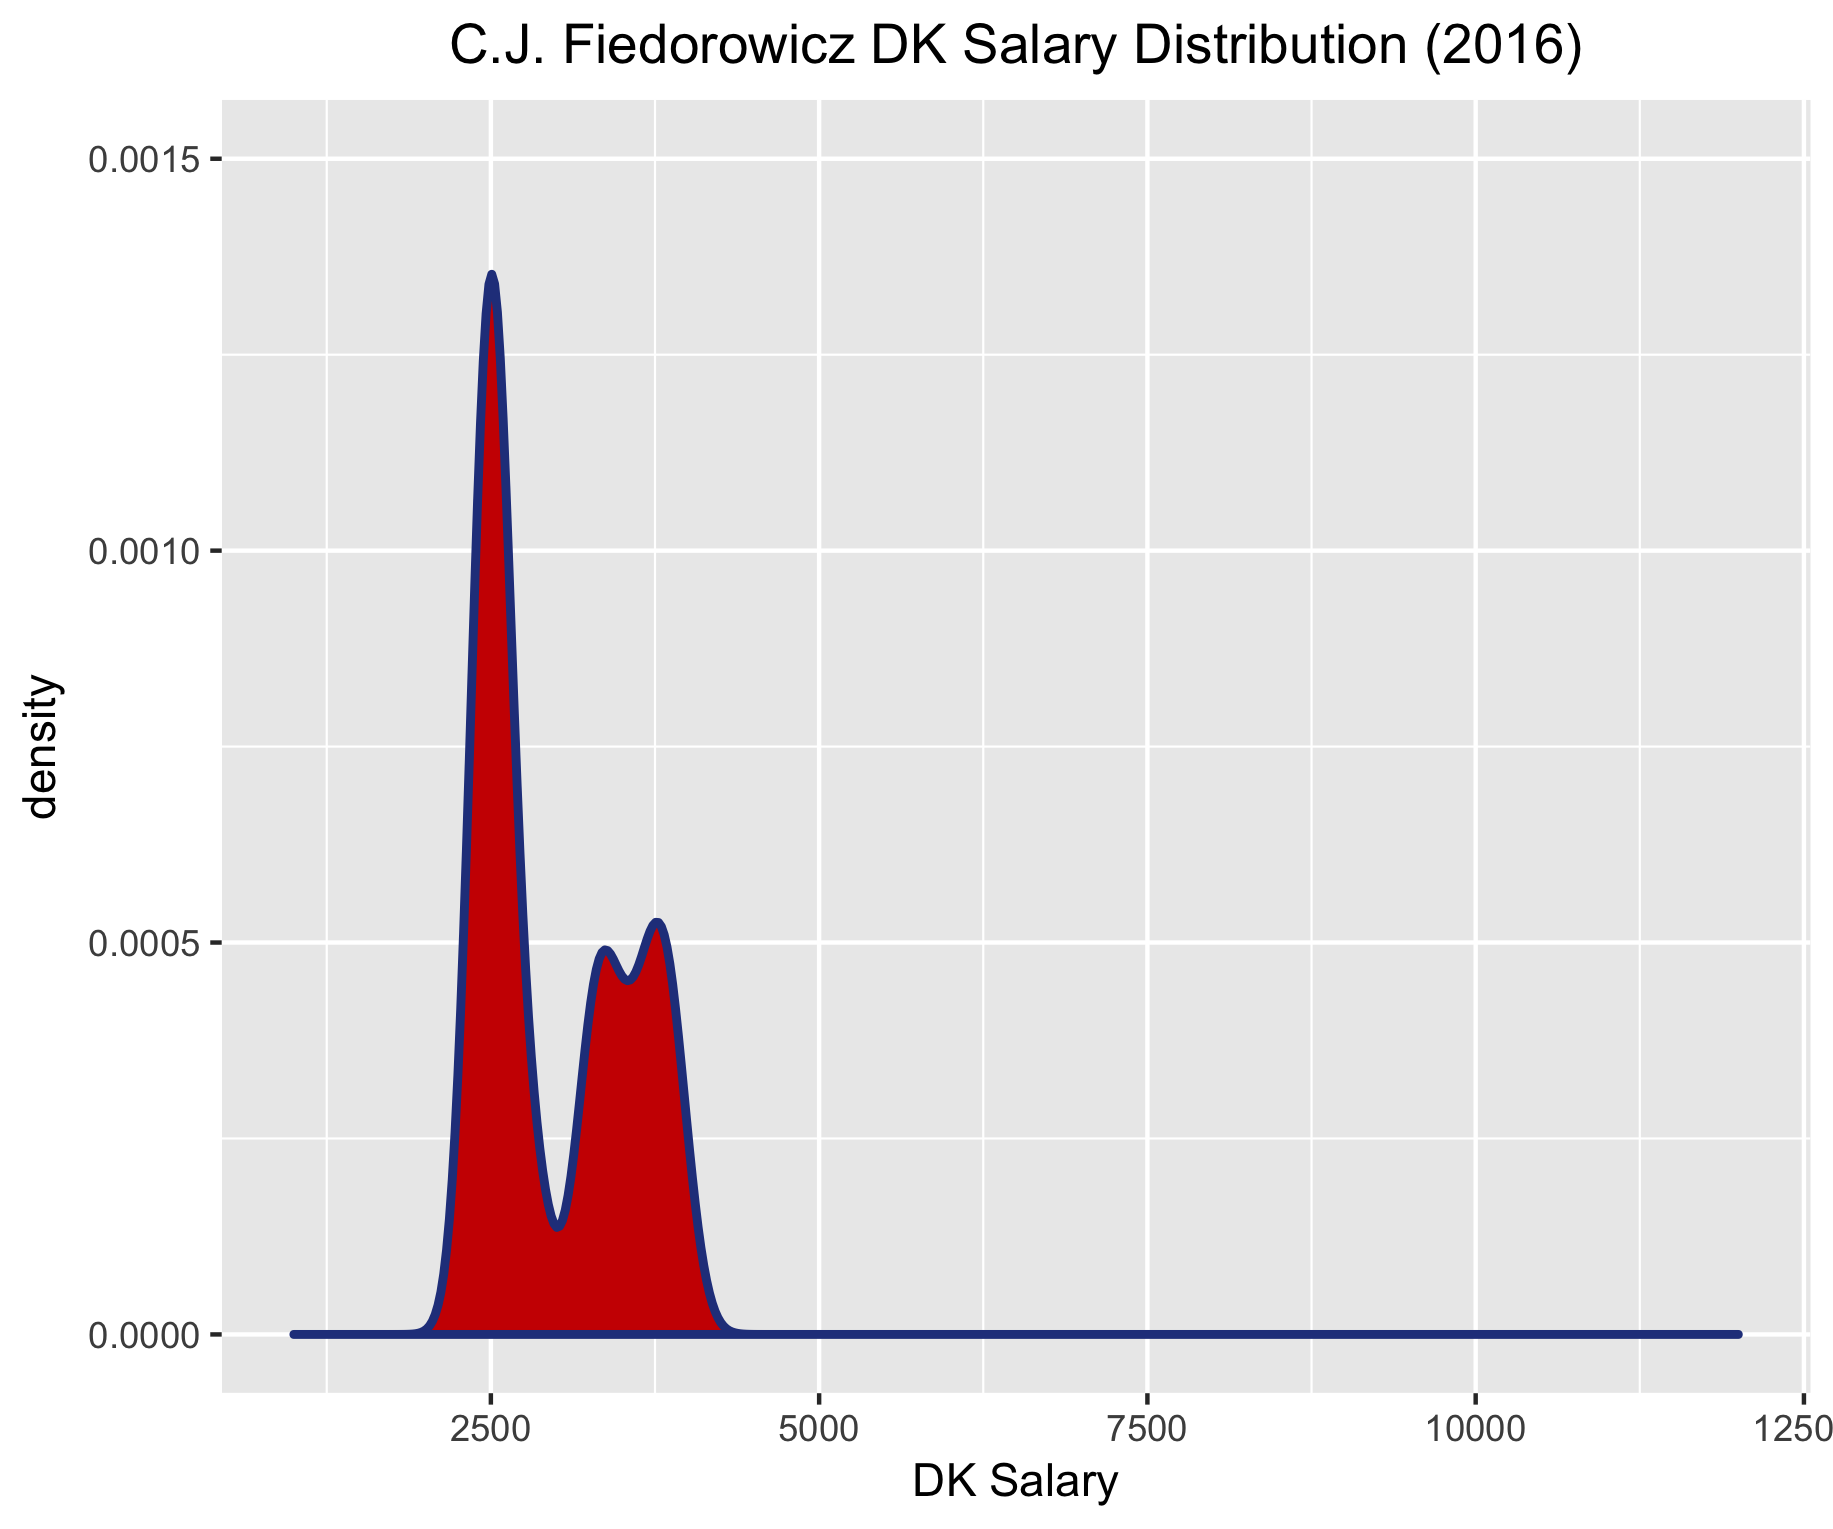 C.J. Fiedorowicz DK Salary Distribution (2016)
0.0015
0.0010
0.0005
0.0000
density
2500 5000 7500 10000 1250
DK Salary